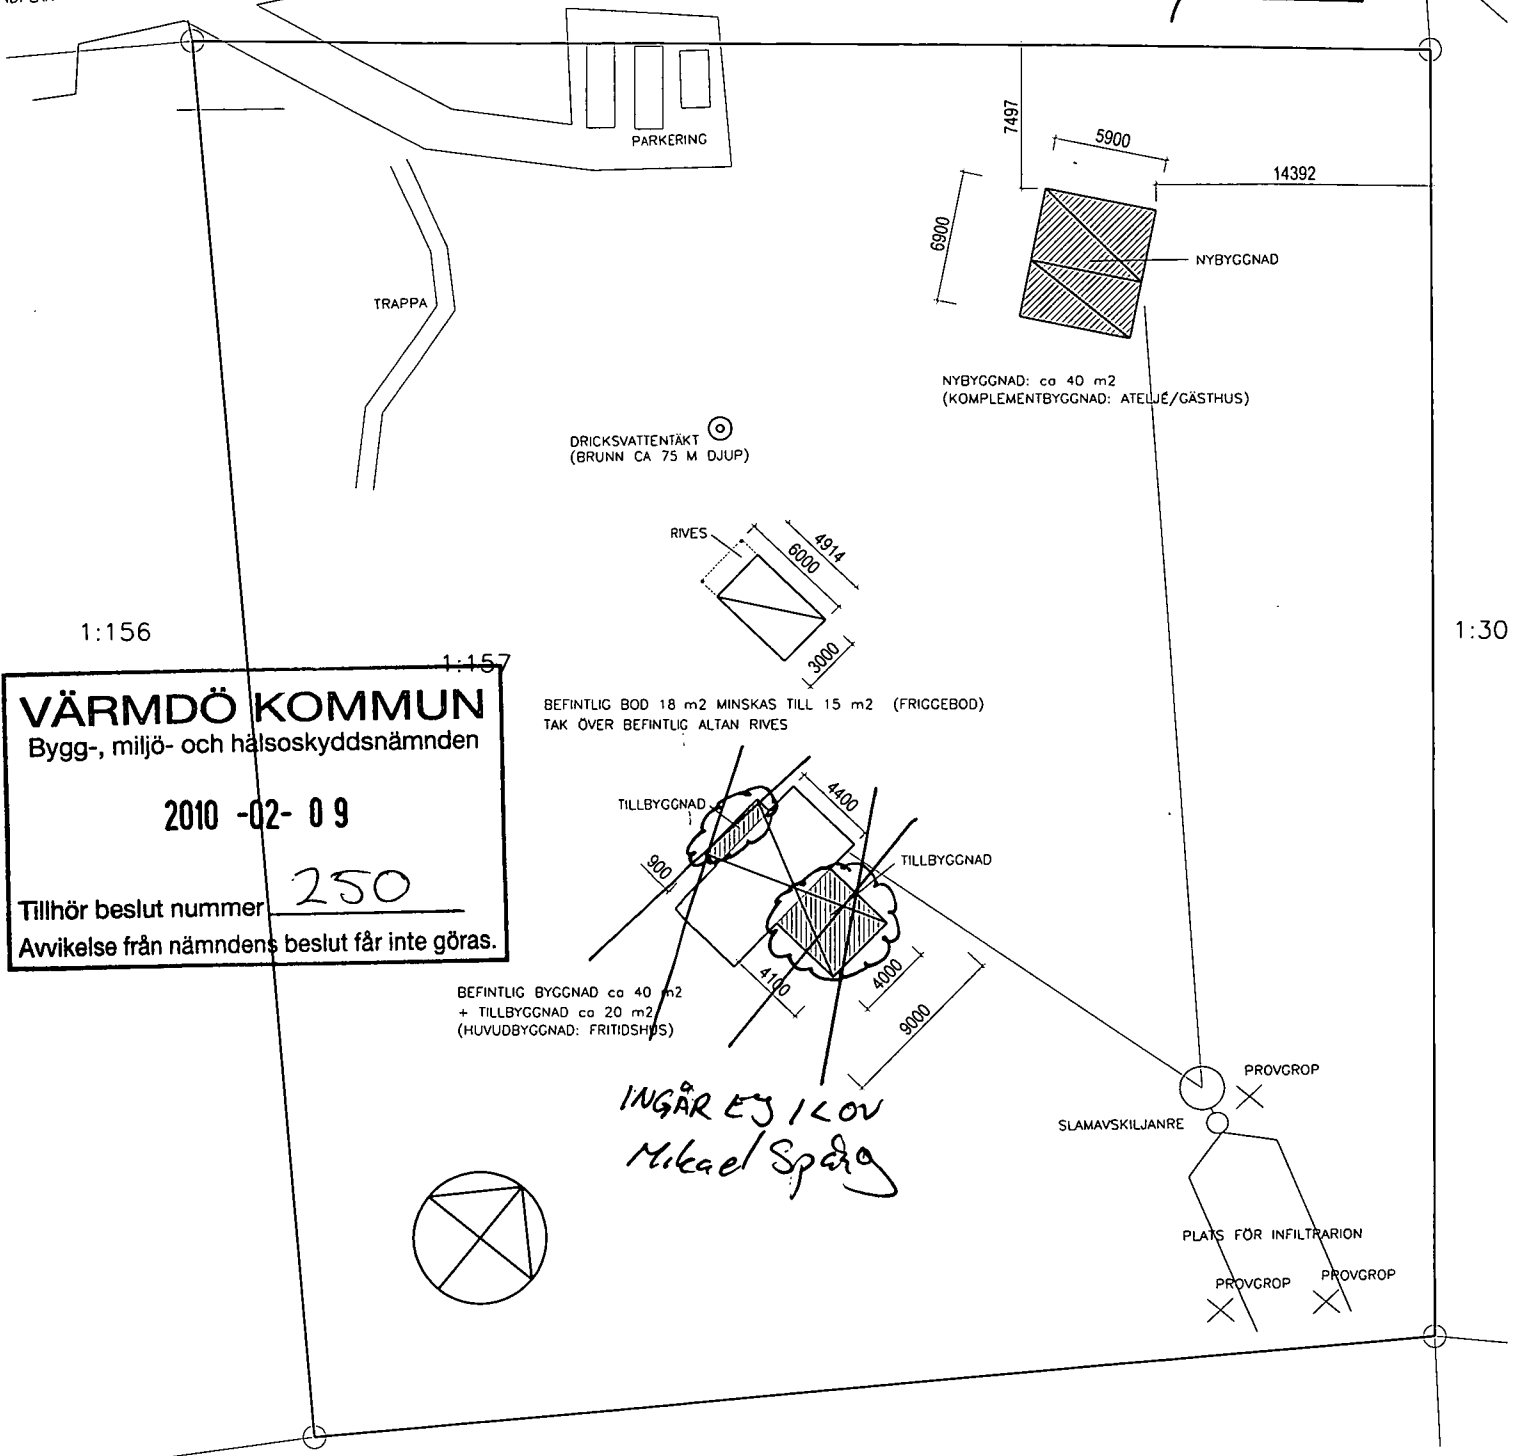 PARKERING
7497
5900
14392
6900
NYBYGGNAD
TRAPPA
NYBYGGNAD: ca 40 m2
(KOMPLEMENTBYGGNAD: ATELJÉ/GÄSTHUS)
DRICKSVATTENTÄKT
(BRUNN CA 75 M DJUP)
RIVES
4914
6000
3000
1:156
1:157
1:30
VÄRMDÖ KOMMUN
Bygg-, miljö- och hälsoskyddsnämnden
2010 -02- 09
Tillhör beslut nummer 250
Avvikelse från nämndens beslut får inte göras.
BEFINTLIG BOD 18 m2 MINSKAS TILL 15 m2 (FRIGGEBOD)
TAK ÖVER BEFINTLIG ALTAN RIVES
TILLBYGGNAD
4400
900
TILLBYGGNAD
4100
4000
9000
BEFINTLIG BYGGNAD ca 40 m2
+ TILLBYGGNAD ca 20 m2
(HUVUDBYGGNAD: FRITIDSHUS)
INGÅR EJ I LOV
Mikael Spång
PROVGROP
SLAMAVSKILJANRE
PLATS FÖR INFILTRARION
PROVGROP
PROVGROP